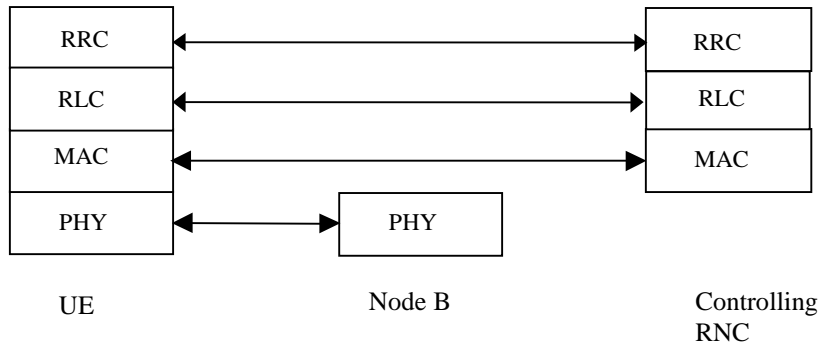 RRC RRC
RLC RLC
MAC MAC
PHY PHY
UE Node B Controlling
RNC